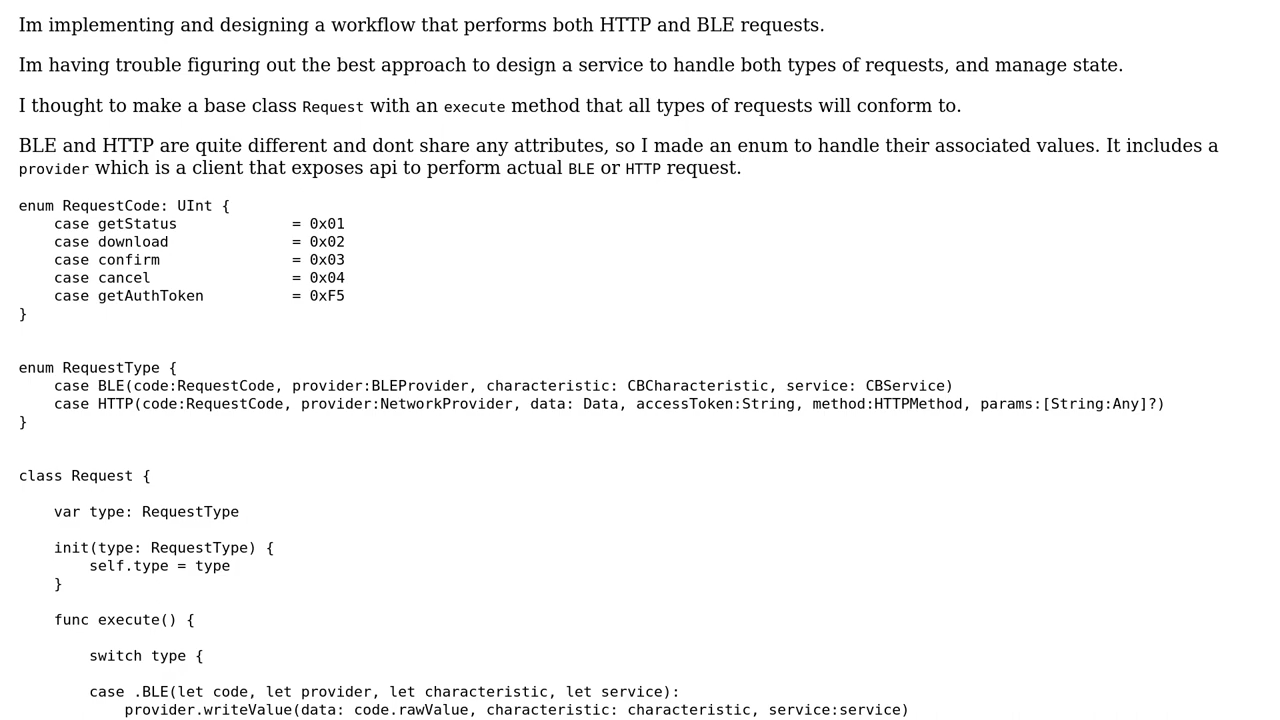 Im implementing and designing a workflow that performs both HTTP and BLE requests.
Im having trouble figuring out the best approach to design a service to handle both types of requests, and manage state.
I thought to make a base class Request with an execute method that all types of requests will conform to.
BLE and HTTP are quite different and dont share any attributes, so I made an enum to handle their associated values. It includes a
provider which is a client that exposes api to perform actual BLE or HTTP request.
enum RequestCode: UInt {
    case getStatus             = 0x01
    case download              = 0x02
    case confirm               = 0x03
    case cancel                = 0x04
    case getAuthToken          = 0xF5
}
enum RequestType {
    case BLE(code:RequestCode, provider:BLEProvider, characteristic: CBCharacteristic, service: CBService)
    case HTTP(code:RequestCode, provider:NetworkProvider, data: Data, accessToken:String, method:HTTPMethod, params:[String:Any]?)
}
class Request {
    var type: RequestType
    init(type: RequestType) {
        self.type = type
    }
    func execute() {
        switch type {
        case .BLE(let code, let provider, let characteristic, let service):
            provider.writeValue(data: code.rawValue, characteristic: characteristic, service:service)